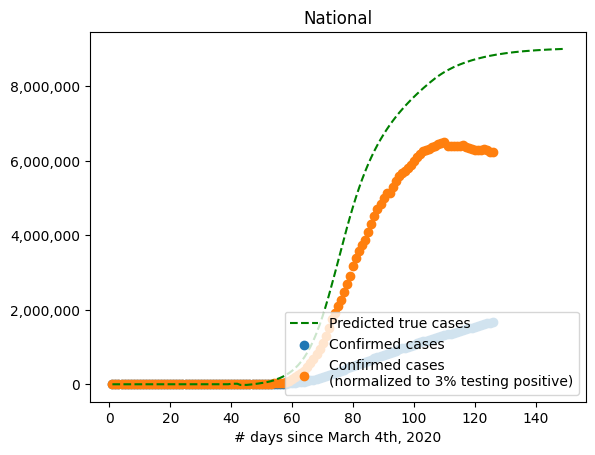 National
8,000,000
6,000,000
4,000,000
2,000,000
0
Predicted true cases
Confirmed cases
Confirmed cases
(normalized to 3% testing positive)
0 20 40 60 80 100 120 140
# days since March 4th, 2020